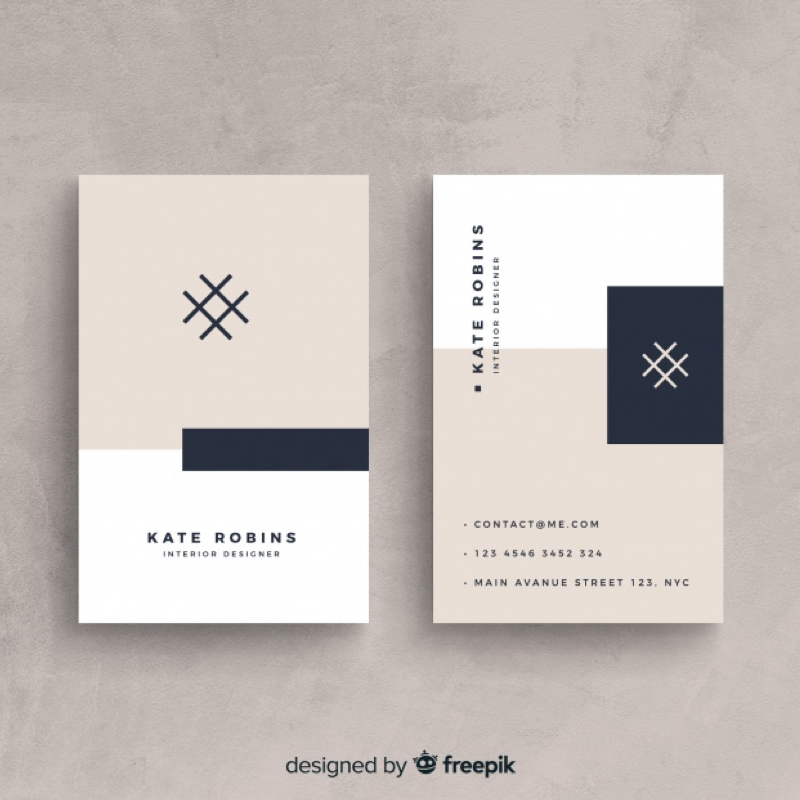 KATE ROBINS
INTERIOR DESIGNER
KATE ROBINS
INTERIOR DESIGNER
- CONTACT@ME.COM
- 123 4546 3452 324
- MAIN AVANUE STREET 123, NYC
designed by freepik